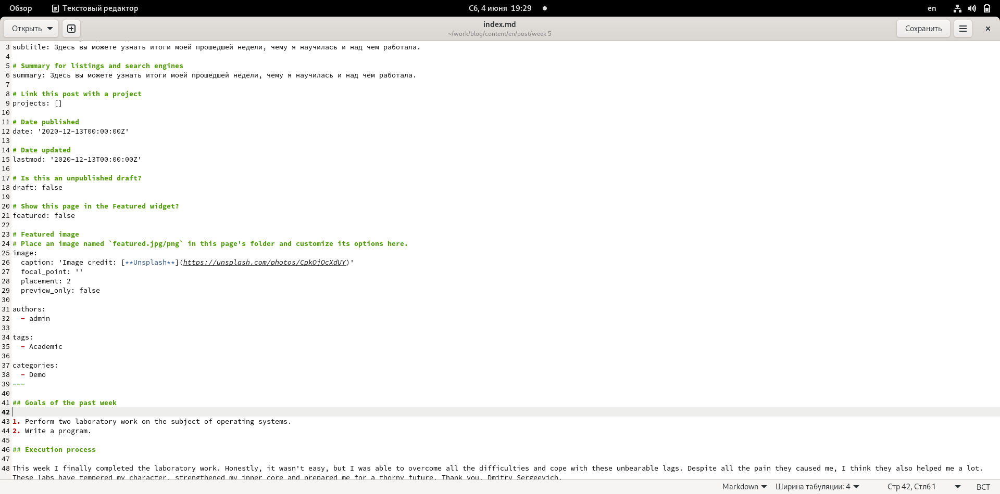 Обзор Текстовый редактор Сб, 4 июня 19:29 en
Открыть index.md Сохранить
~/work/blog/content/en/post/week 5
3 subtitle: Здесь вы можете узнать итоги моей прошедшей недели, чему я научилась и над чем работала.
4
5 # Summary for listings and search engines
6 summary: Здесь вы можете узнать итоги моей прошедшей недели, чему я научилась и над чем работала.
7
8 # Link this post with a project
9 projects: []
10
11 # Date published
12 date: '2020-12-13T00:00:00Z'
13
14 # Date updated
15 lastmod: '2020-12-13T00:00:00Z'
16
17 # Is this an unpublished draft?
18 draft: false
19
20 # Show this page in the Featured widget?
21 featured: false
22
23 # Featured image
24 # Place an image named `featured.jpg/png` in this page's folder and customize its options here.
25 image:
26   caption: 'Image credit: [**Unsplash**](https://unsplash.com/photos/CpkOjOcXdUY)'
27   focal_point: ''
28   placement: 2
29   preview_only: false
30
31 authors:
32   - admin
33
34 tags:
35   - Academic
36
37 categories:
38   - Demo
39 ---
40
41 ## Goals of the past week
42
43 1. Perform two laboratory work on the subject of operating systems.
44 2. Write a program.
45
46 ## Execution process
47
48 This week I finally completed the laboratory work. Honestly, it wasn't easy, but I was able to overcome all the difficulties and cope with these unbearable lags. Despite all the pain they caused me, I think they also helped me a lot.
These labs have tempered my character, strengthened my inner core and prepared me for a thorny future. Thank you, Dmitry Sergeevich.
Markdown Ширина табуляции: 4 Стр 42, Стлб 1 ВСТ